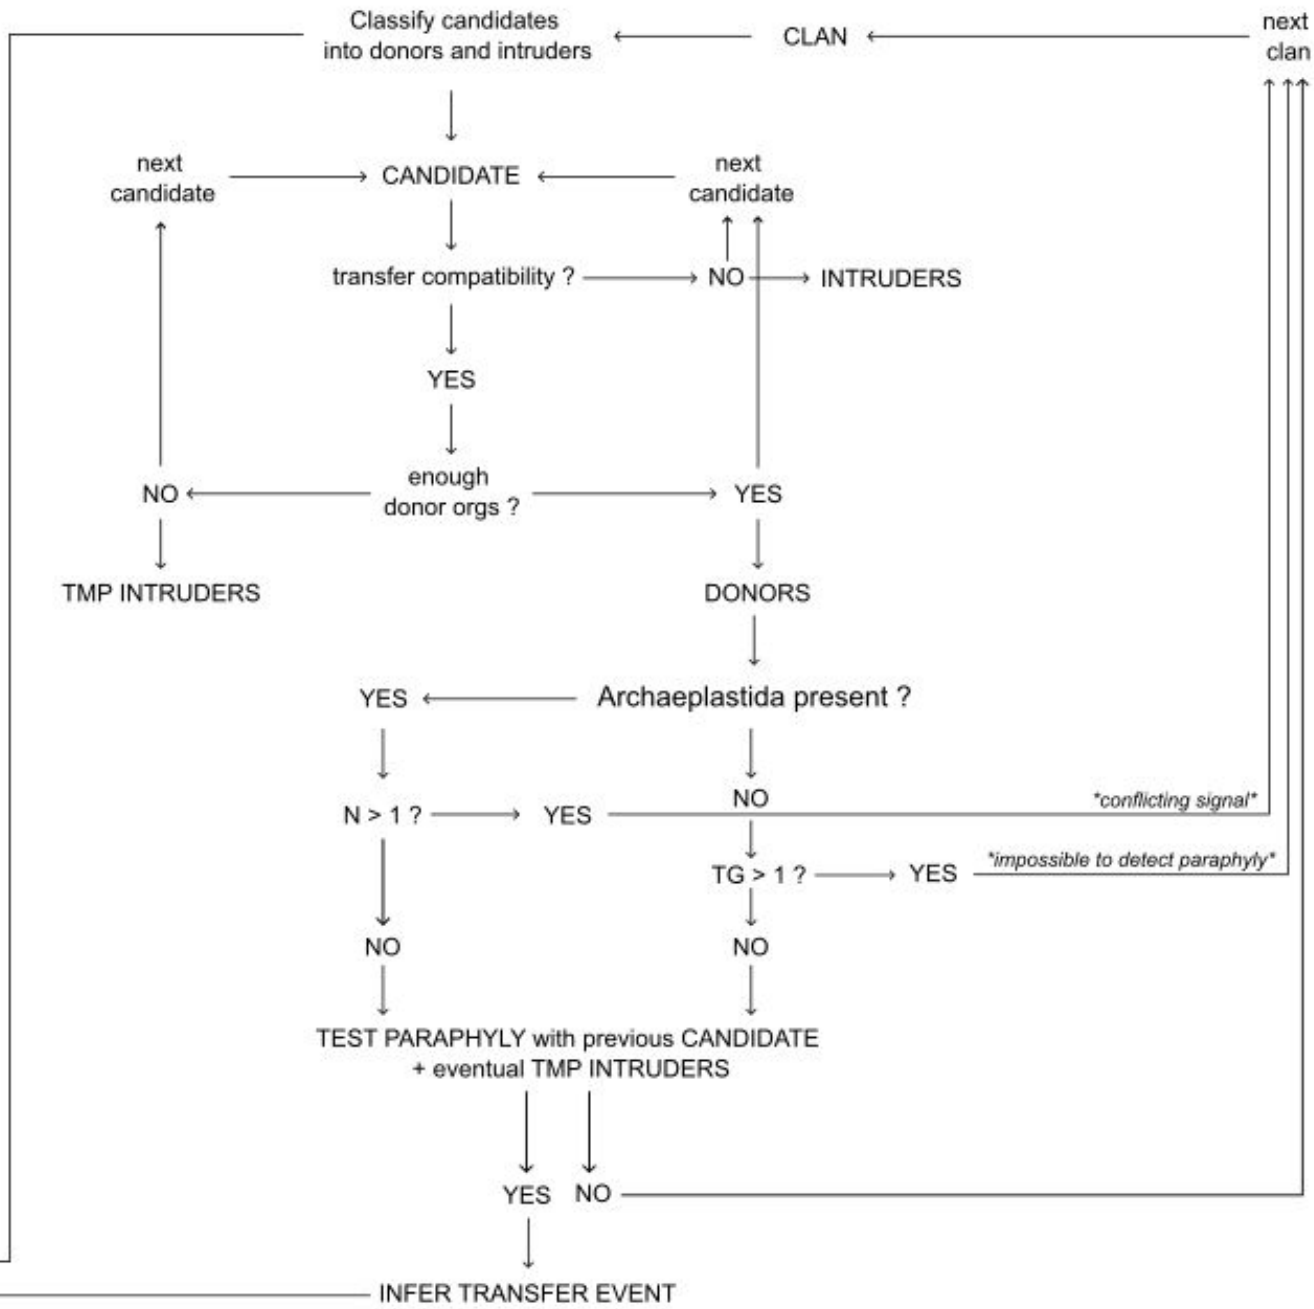 Classify candidates
into donors and intruders
CLAN
next
clan
next
candidate
CANDIDATE
next
candidate
transfer compatibility ?
NO
INTRUDERS
YES
NO
enough
donor orgs ?
YES
TMP INTRUDERS
DONORS
YES
Archaeplastida present ?
N > 1 ?
YES
NO
*conflicting signal*
TG > 1 ?
YES
*impossible to detect paraphyly*
NO
NO
TEST PARAPHYLY with previous CANDIDATE
+ eventual TMP INTRUDERS
YES
NO
INFER TRANSFER EVENT